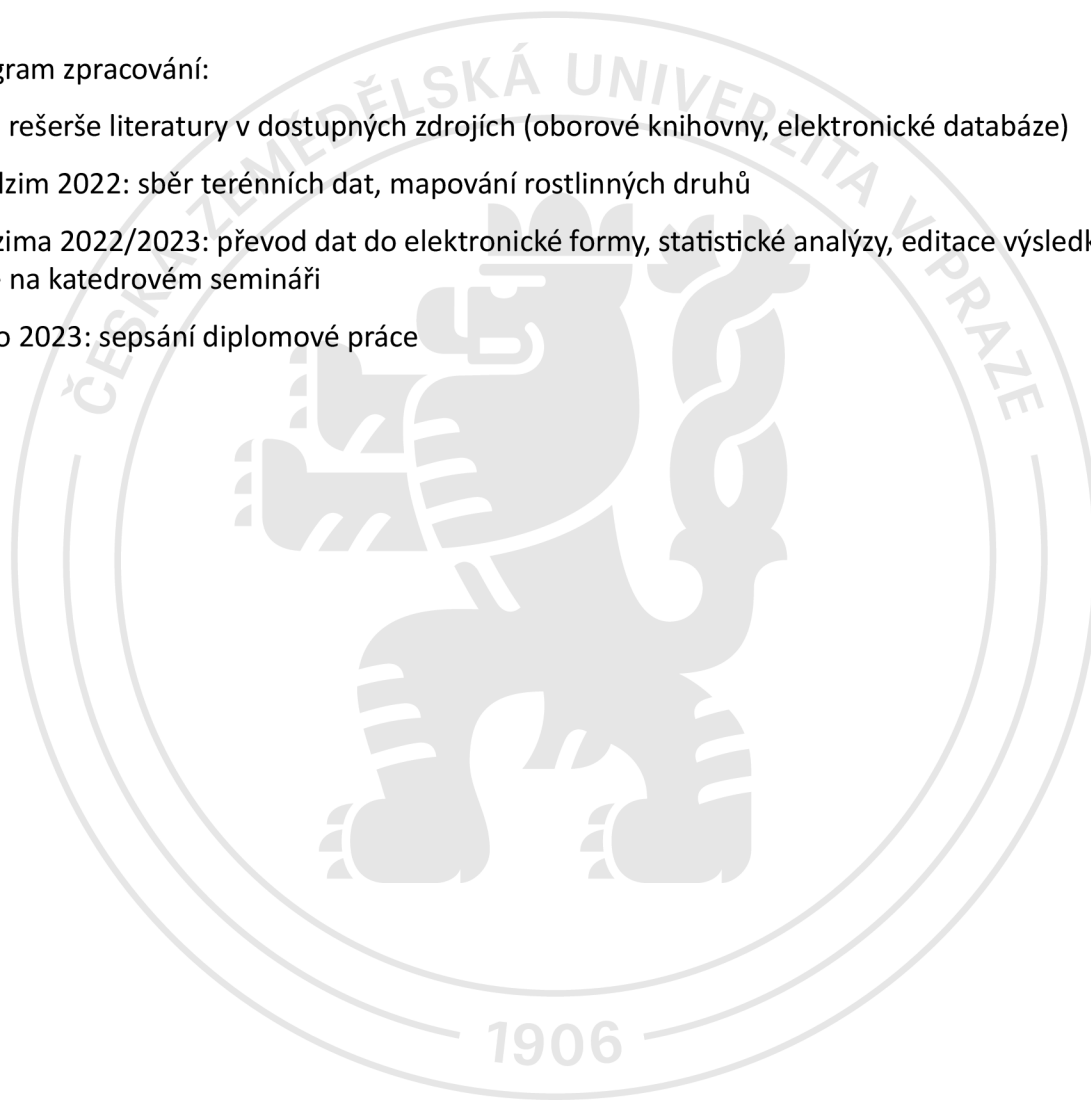 gram zpracování:
rešerše literatury v dostupných zdrojích (oborové knihovny, elektronické databáze)
dzim 2022: sběr terénních dat, mapování rostlinných druhů
zima 2022/2023: převod dat do elektronické formy, statistické analýzy, editace výsledk
na katedrovém semináři
o 2023: sepsání diplomové práce
ČESKÁ ZEMĚDĚLSKÁ UNIVERZITA V PRAZE
1906